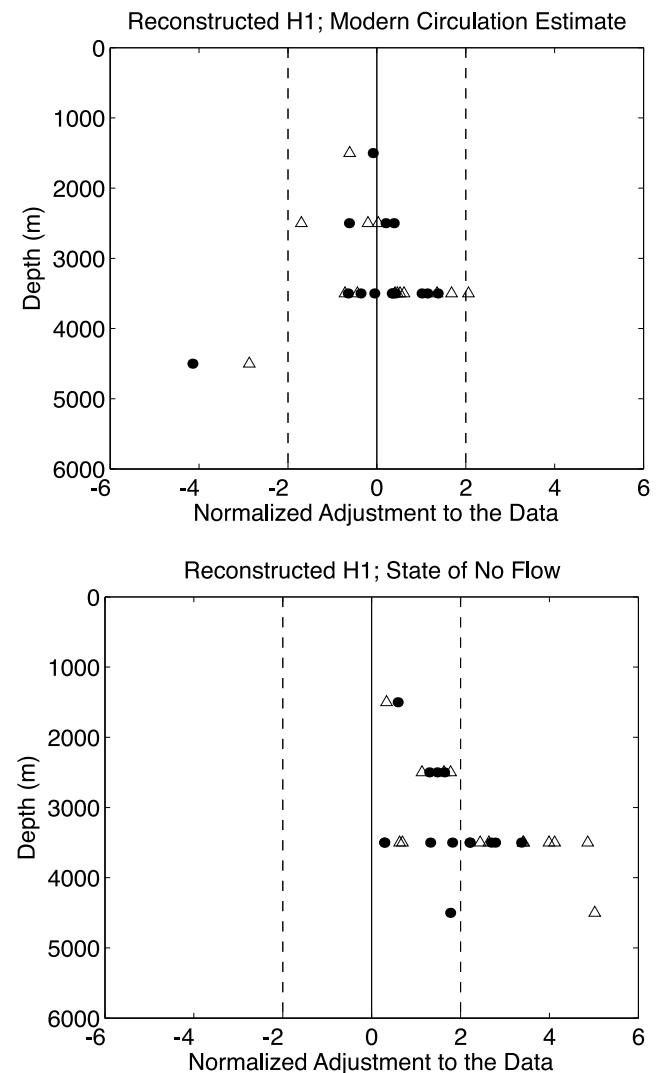 Reconstructed H1; Modern Circulation Estimate
0
1000
2000
3000
4000
5000
6000
Depth (m)
-6 -4 -2 0 2 4 6
Normalized Adjustment to the Data
Reconstructed H1; State of No Flow
0
1000
2000
3000
4000
5000
6000
Depth (m)
-6 -4 -2 0 2 4 6
Normalized Adjustment to the Data